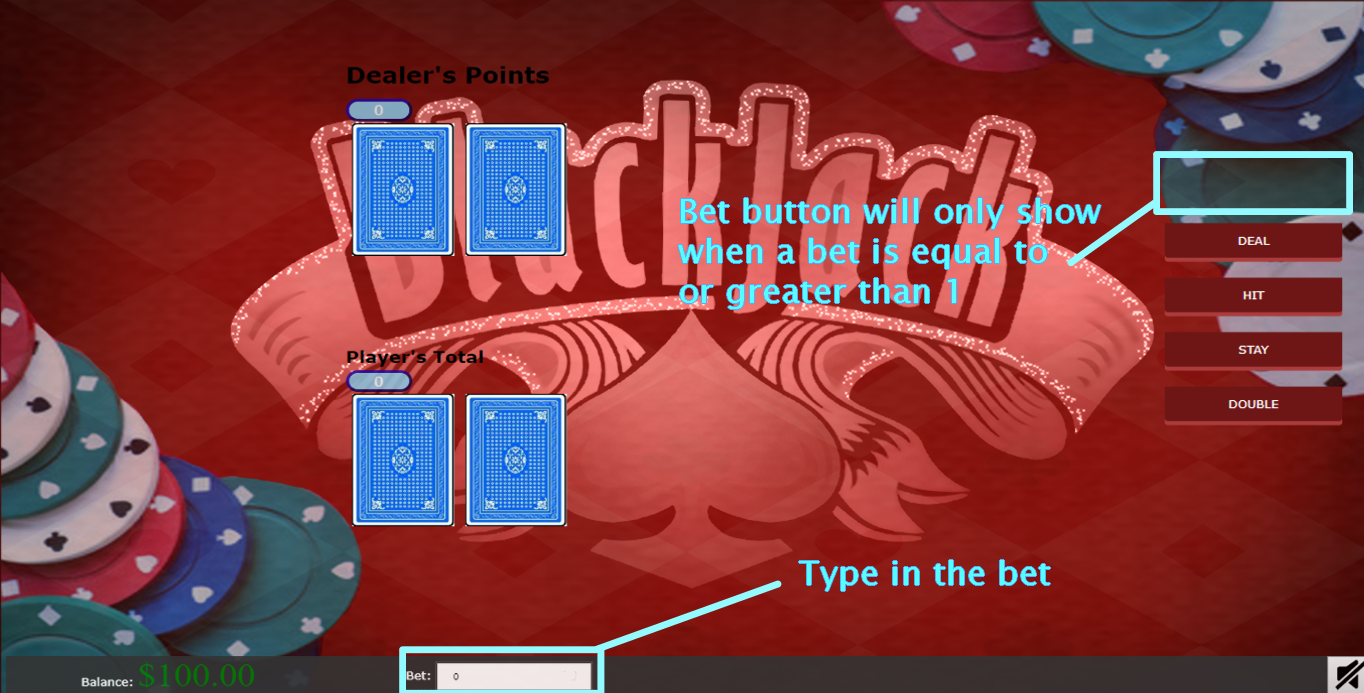 Dealer's Points
0
BlackJack
Bet button will only show
when a bet is equal to
or greater than 1
DEAL
HIT
STAY
DOUBLE
Player's Total
0
Type in the bet
Balance: $100.00
Bet: 0